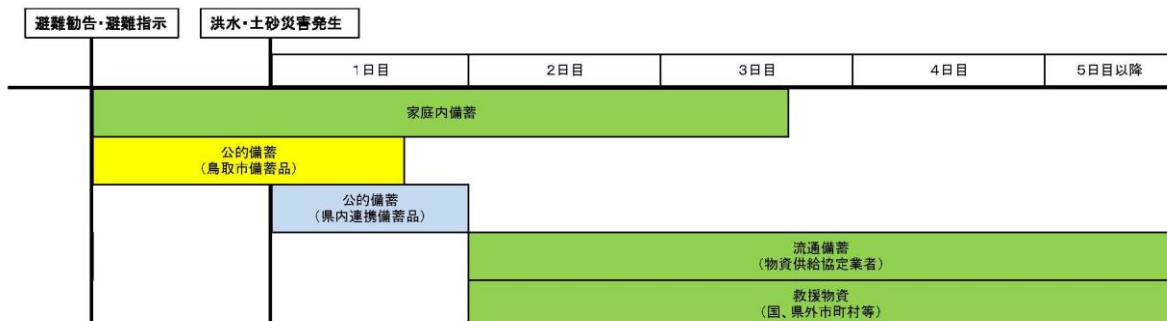 避難勧告・避難指示
洪水・土砂災害発生
1日目
2日目
3日目
4日目
5日目以降
家庭内備蓄
公的備蓄
（鳥取市備蓄品）
公的備蓄
（県内連携備蓄品）
流通備蓄
（物資供給協定業者）
救援物資
（国、県外市町村等）